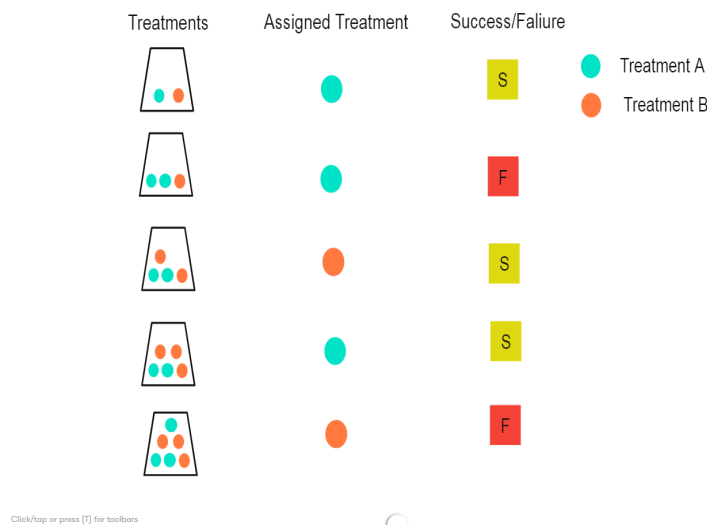 Treatments Assigned Treatment Success/Faliure
Treatment A
S
Treatment B
F
S
S
F
Click/tap or press [T] for toolbars